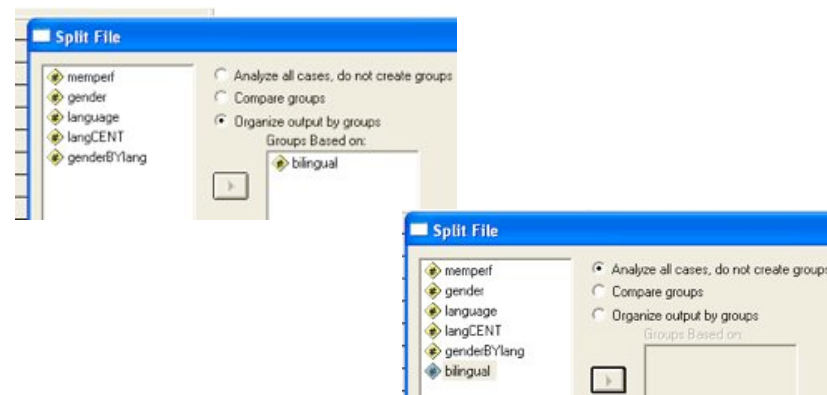 Split File
memperf
gender
language
langCENT
genderBYlang
Analyze all cases, do not create groups
Compare groups
Organize output by groups
Groups Based on:
bilingual
Split File
memperf
gender
language
langCENT
genderBYlang
bilingual
Analyze all cases, do not create groups
Compare groups
Organize output by groups
Groups Based on: